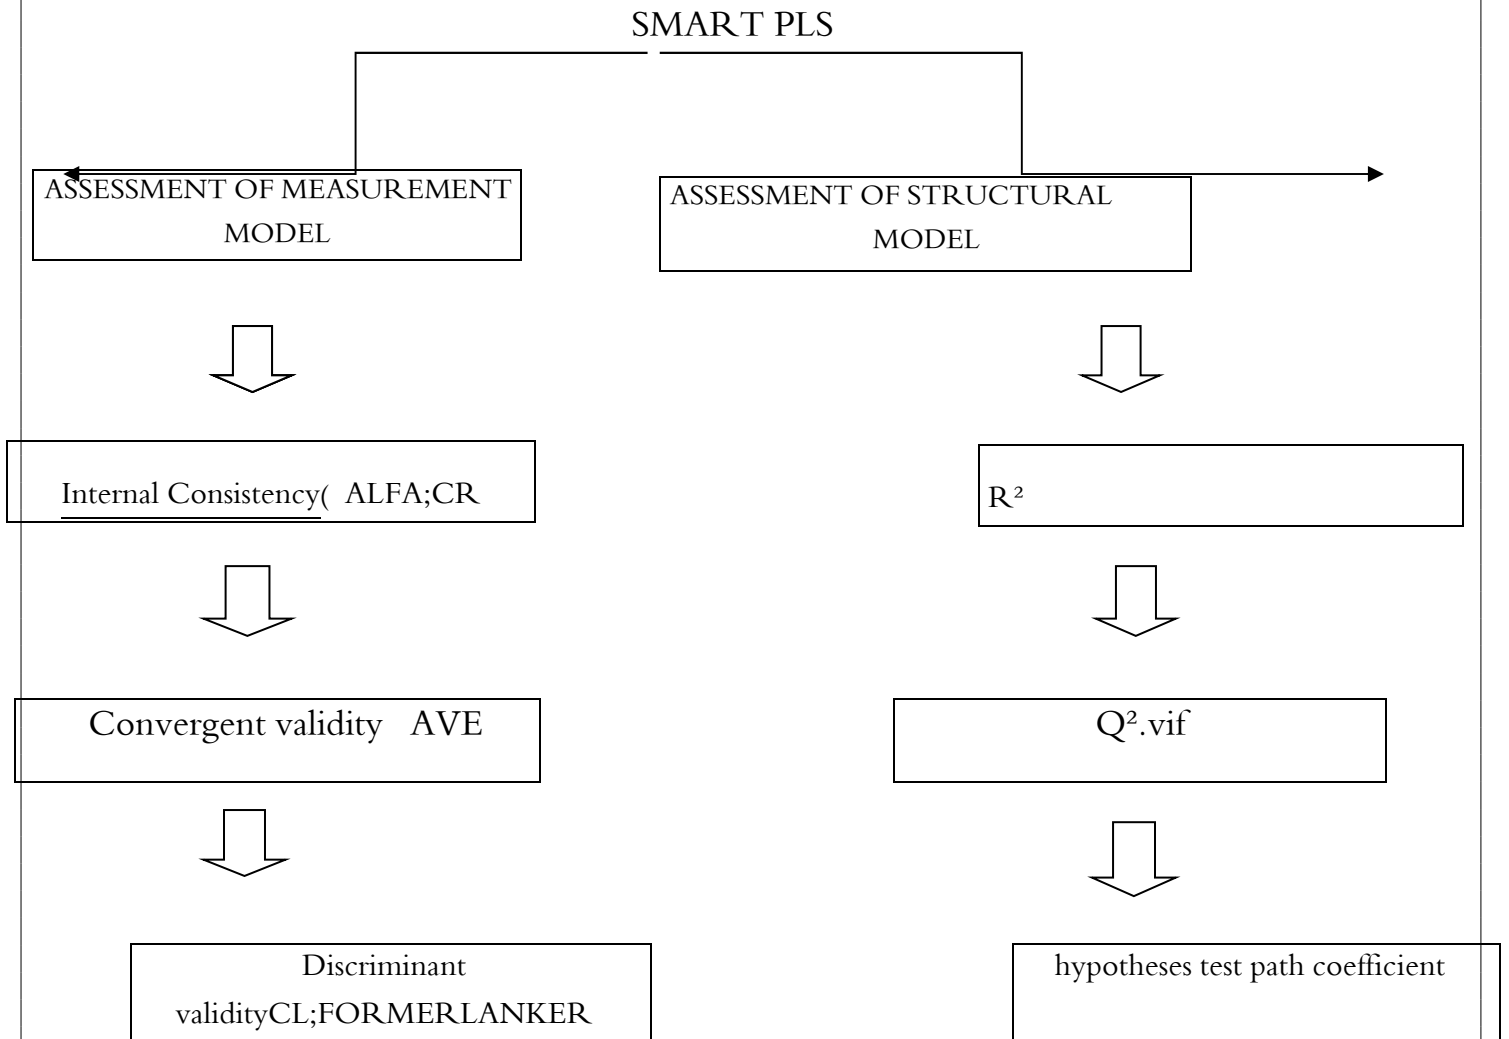 SMART PLS
ASSESSMENT OF MEASUREMENT
MODEL
ASSESSMENT OF STRUCTURAL
MODEL
Internal Consistency( ALFA;CR
R²
Convergent validity AVE
Q².vif
Discriminant
validityCL;FORMERLANKER
hypotheses test path coefficient